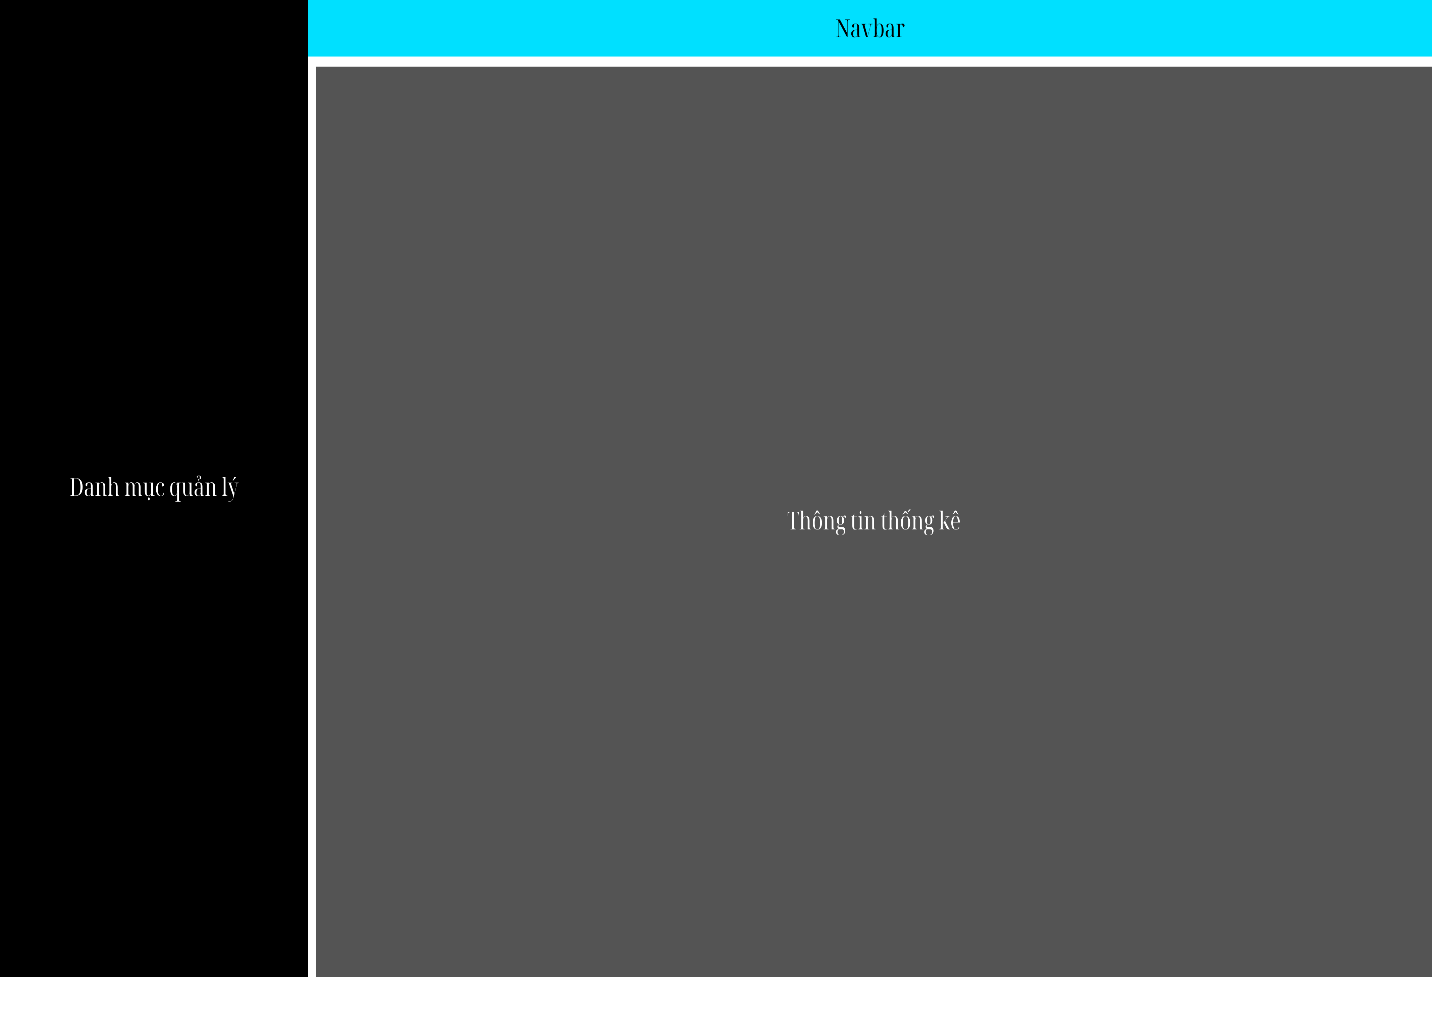 Navbar
Danh mục quản lý
Thông tin thống kê